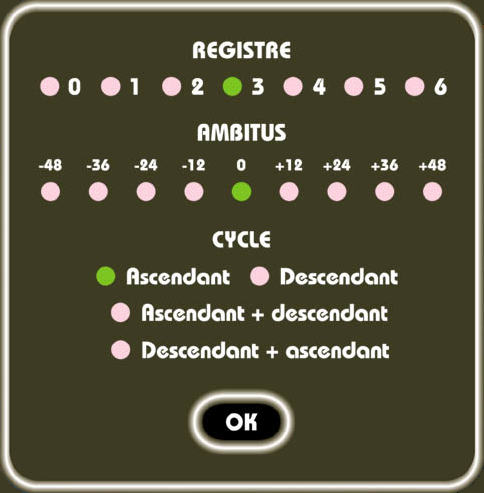 REGISTRE
0 1 2 3 4 5 6
AMBITUS
-48 -36 -24 -12 0 +12 +24 +36 +48
CYCLE
Ascendant Descendant
Ascendant + descendant
Descendant + ascendant
OK